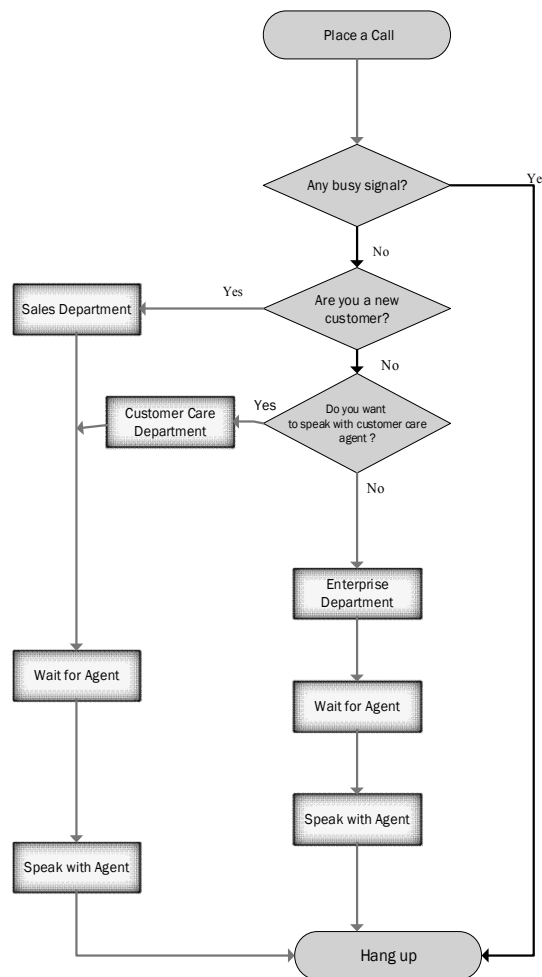 Place a Call
Any busy signal?
Ye
No
Are you a new
customer?
Yes
Sales Department
No
Do you want
to speak with customer care
agent ?
Yes
Customer Care
Department
No
Enterprise
Department
Wait for Agent
Wait for Agent
Speak with Agent
Speak with Agent
Hang up